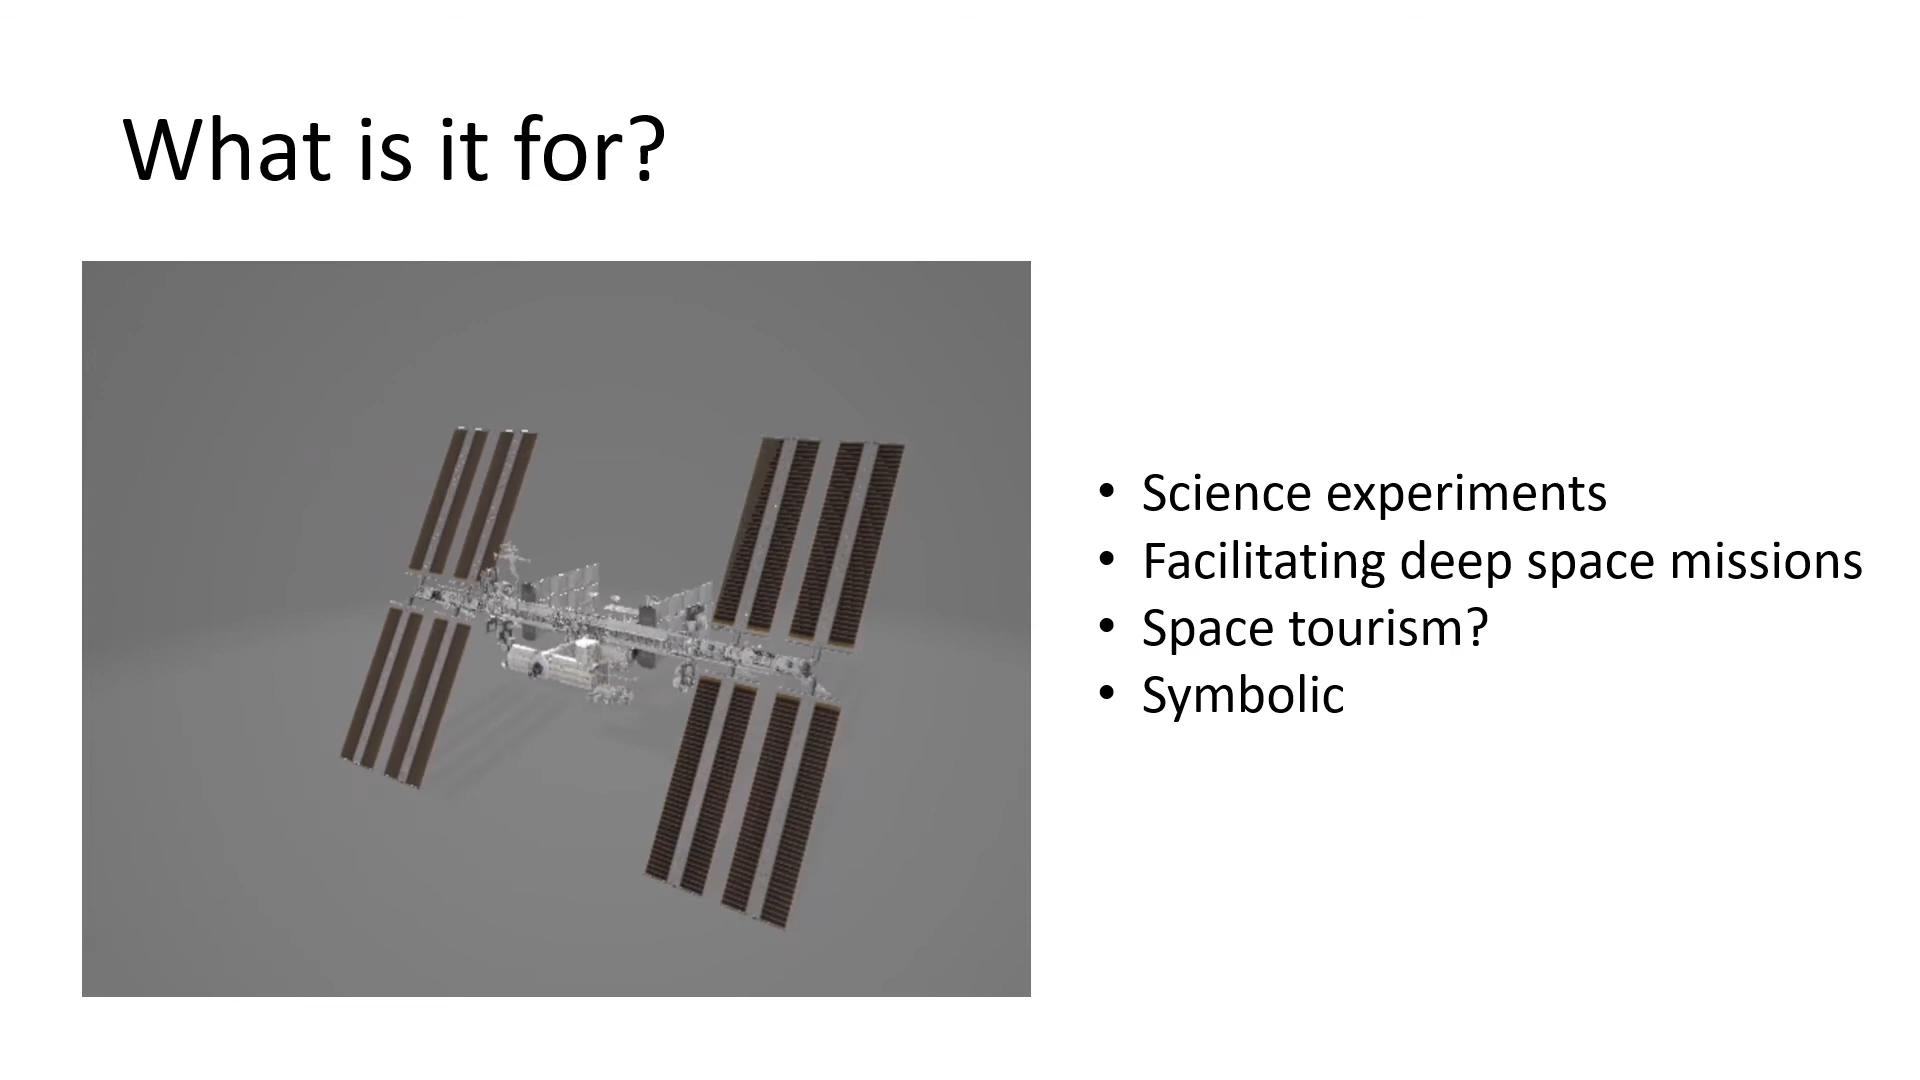 What is it for?
• Science experiments
• Facilitating deep space missions
• Space tourism?
• Symbolic